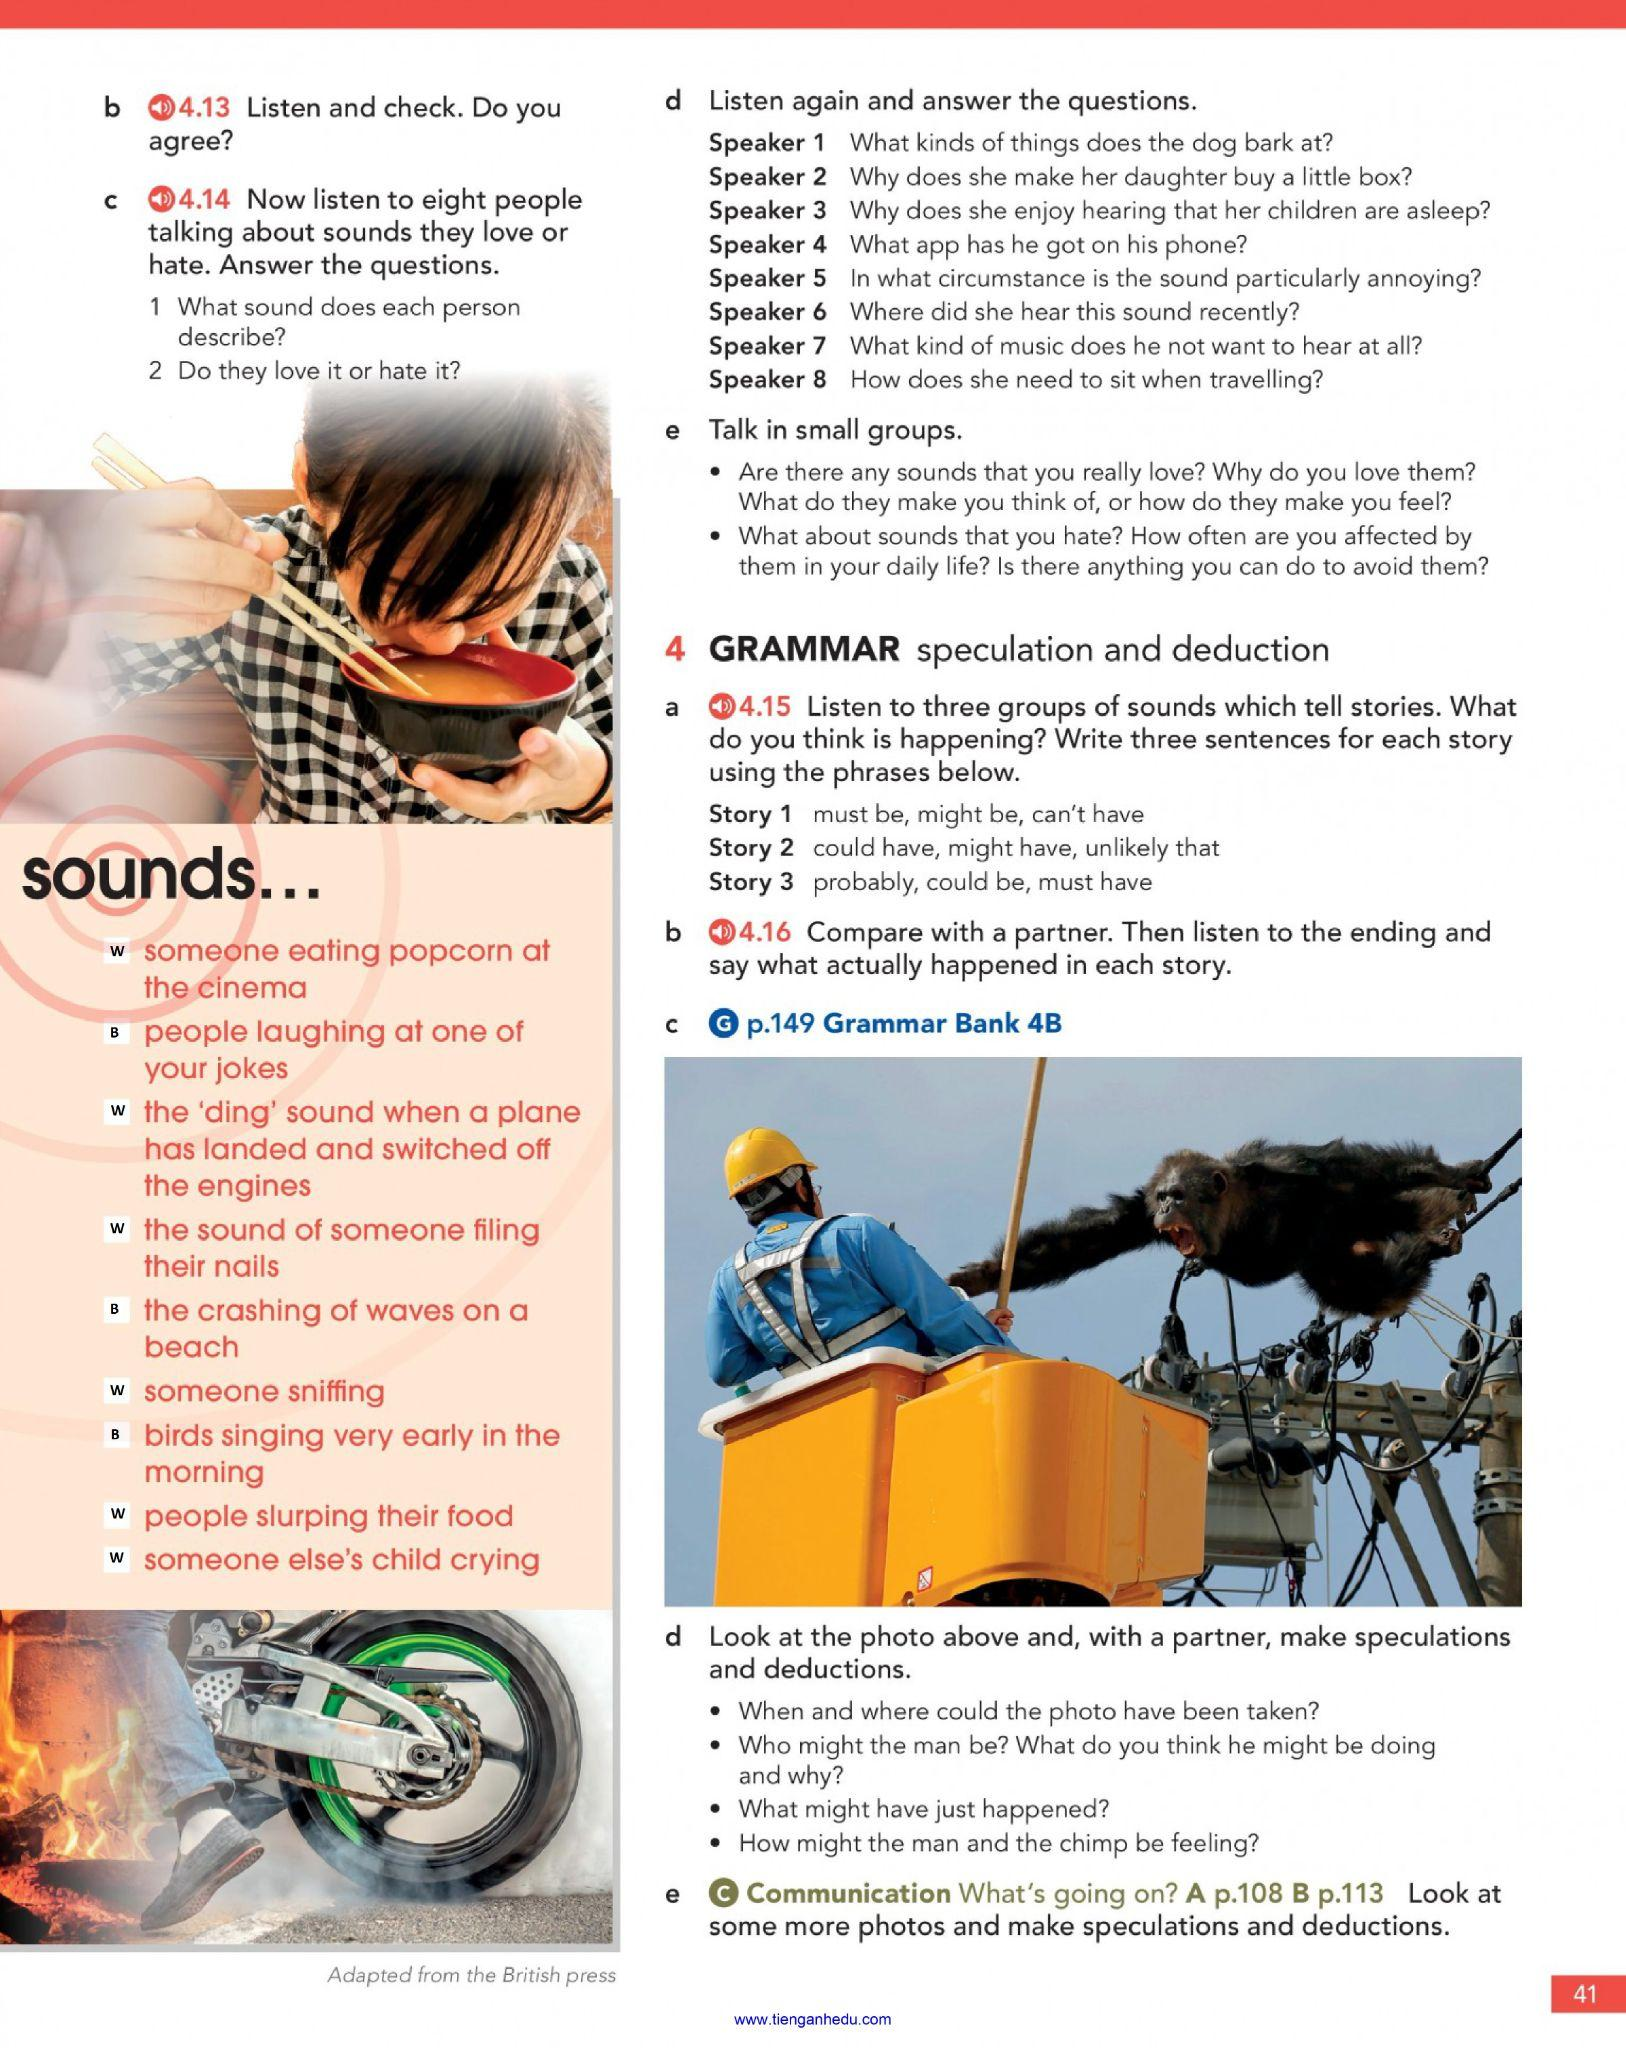 b 4.13 Listen and check. Do you
agree?
c 4.14 Now listen to eight people
talking about sounds they love or
hate. Answer the questions.
1 What sound does each person
describe?
2 Do they love it or hate it?
sounds...
W someone eating popcorn at
the cinema
B people laughing at one of
your jokes
W the ‘ding’ sound when a plane
has landed and switched off
the engines
W the sound of someone filing
their nails
B the crashing of waves on a
beach
W someone sniffing
B birds singing very early in the
morning
W people slurping their food
W someone else’s child crying
Adapted from the British press
d Listen again and answer the questions.
Speaker 1 What kinds of things does the dog bark at?
Speaker 2 Why does she make her daughter buy a little box?
Speaker 3 Why does she enjoy hearing that her children are asleep?
Speaker 4 What app has he got on his phone?
Speaker 5 In what circumstance is the sound particularly annoying?
Speaker 6 Where did she hear this sound recently?
Speaker 7 What kind of music does he not want to hear at all?
Speaker 8 How does she need to sit when travelling?
e Talk in small groups.
• Are there any sounds that you really love? Why do you love them?
What do they make you think of, or how do they make you feel?
• What about sounds that you hate? How often are you affected by
them in your daily life? Is there anything you can do to avoid them?
4 GRAMMAR speculation and deduction
a 4.15 Listen to three groups of sounds which tell stories. What
do you think is happening? Write three sentences for each story
using the phrases below.
Story 1 must be, might be, can’t have
Story 2 could have, might have, unlikely that
Story 3 probably, could be, must have
b 4.16 Compare with a partner. Then listen to the ending and
say what actually happened in each story.
c G p.149 Grammar Bank 4B
d Look at the photo above and, with a partner, make speculations
and deductions.
• When and where could the photo have been taken?
• Who might the man be? What do you think he might be doing
and why?
• What might have just happened?
• How might the man and the chimp be feeling?
e C Communication What’s going on? A p.108 B p.113 Look at
some more photos and make speculations and deductions.
41
www.tienganhedu.com